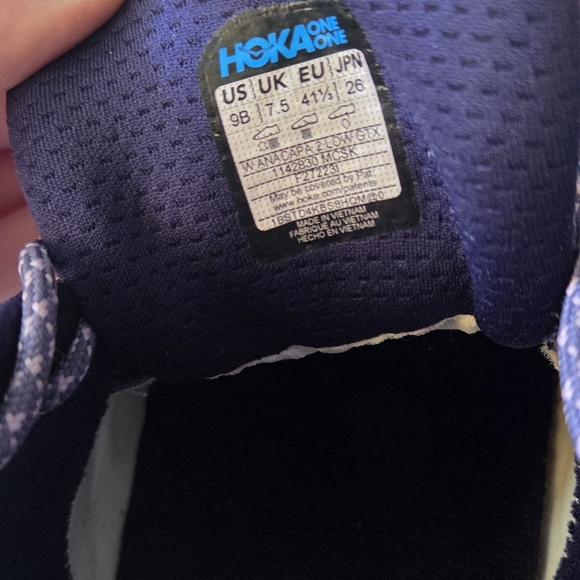 HOKA ONE ONE
US UK EU JPN
9B 7.5 41⅓ 26
W ANACAPA 2 LOW GTX
1142830 MCSK
F27223I
May be covered by Pat:
www.hoka.com/patents
MADE IN VIETNAM
FABRIQUÉ AU VIETNAM
HECHO EN VIETNAM